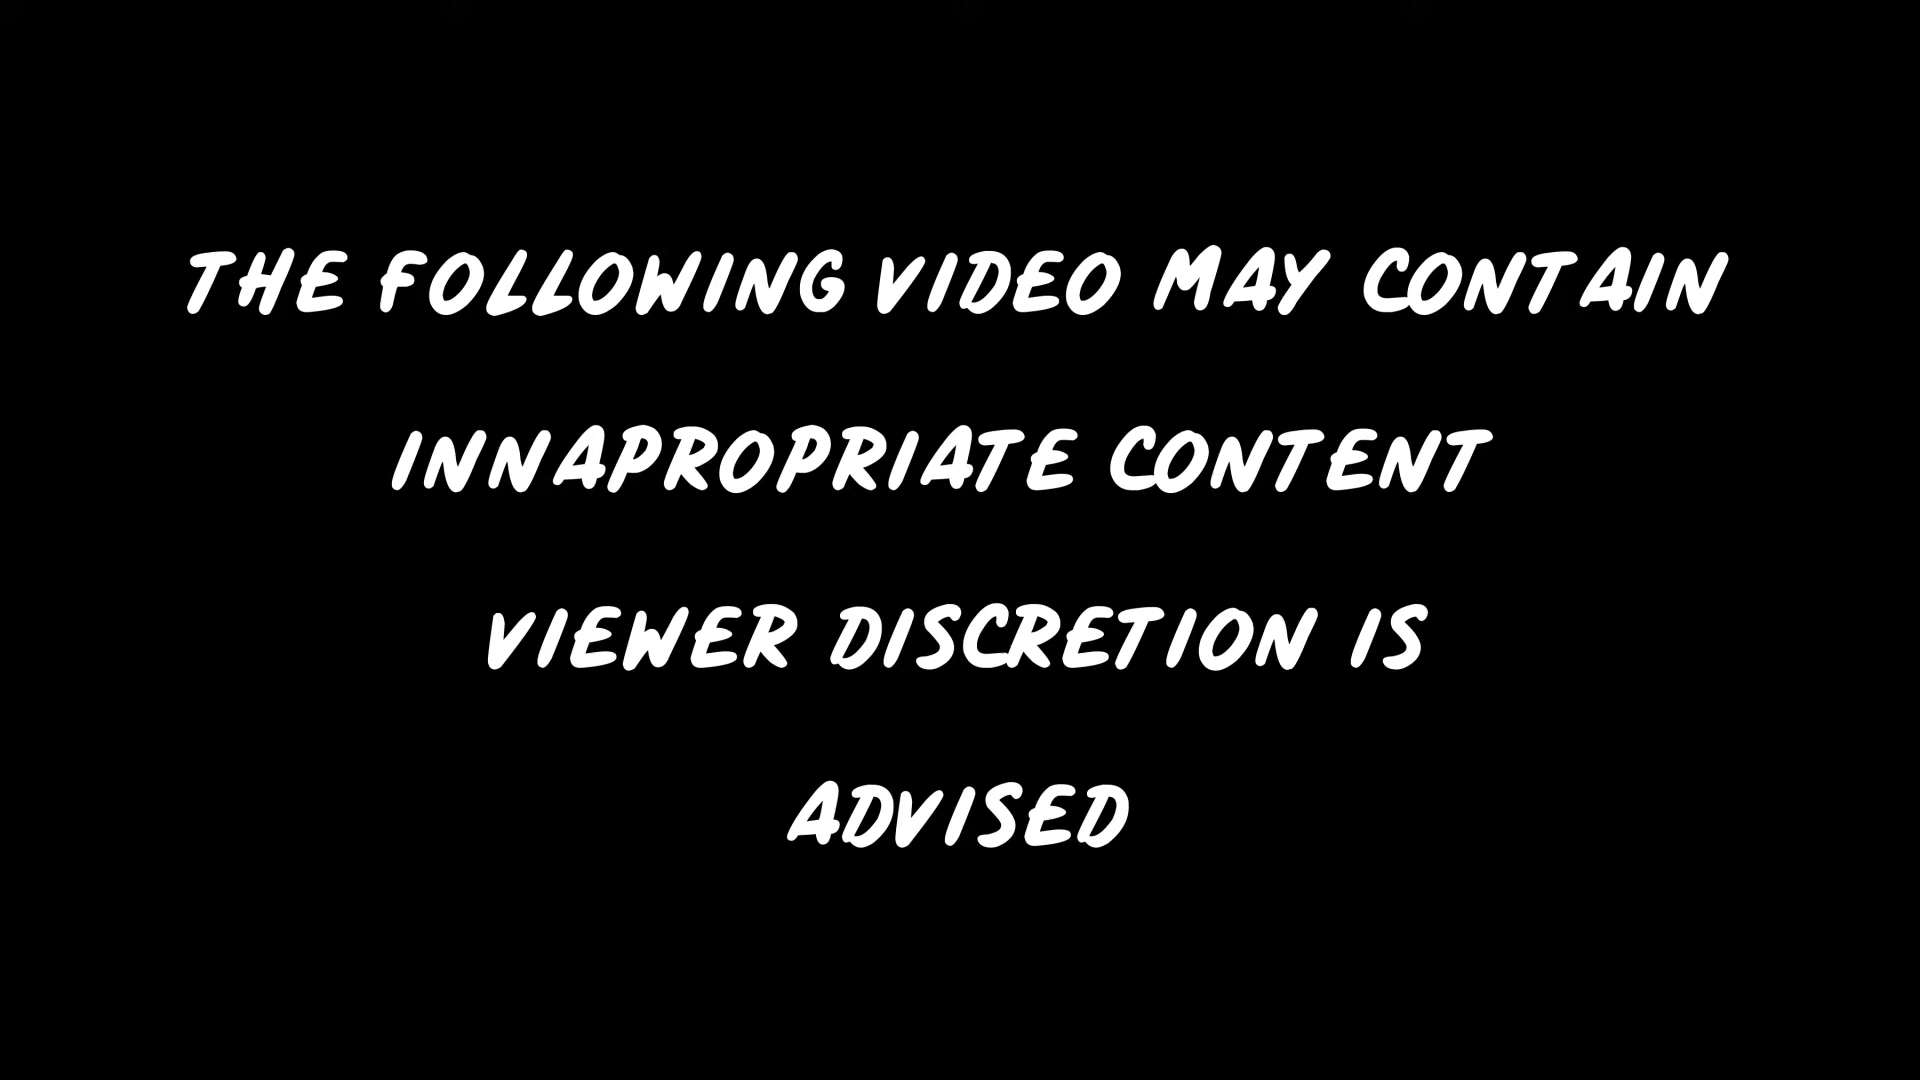 THE FOLLOWING VIDEO MAY CONTAIN
INNAPROPRIATE CONTENT
VIEWER DISCRETION IS
ADVISED